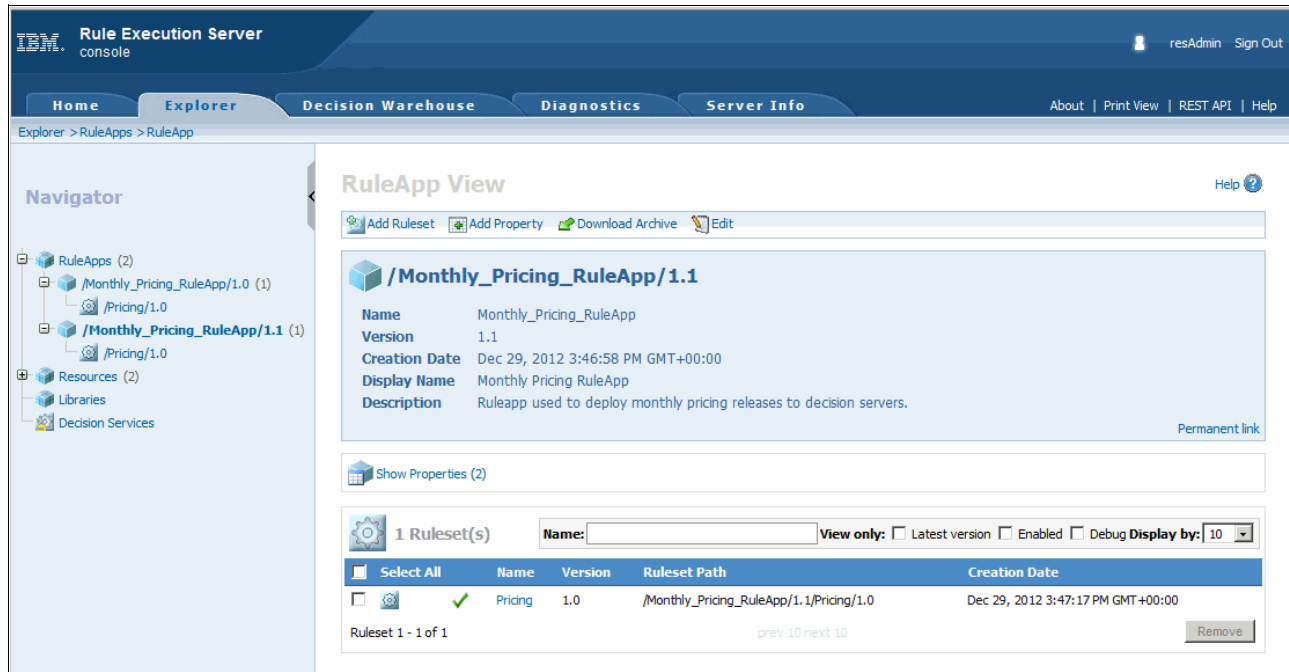 IBM. Rule Execution Server
console
resAdmin Sign Out
Home Explorer Decision Warehouse Diagnostics Server Info
About | Print View | REST API | Help
Explorer > RuleApps > RuleApp
Navigator
RuleApps (2)
/Monthly_Pricing_RuleApp/1.0 (1)
/Pricing/1.0
/Monthly_Pricing_RuleApp/1.1 (1)
/Pricing/1.0
Resources (2)
Libraries
Decision Services
RuleApp View
Help ?
Add Ruleset Add Property Download Archive Edit
/Monthly_Pricing_RuleApp/1.1
Name Monthly_Pricing_RuleApp
Version 1.1
Creation Date Dec 29, 2012 3:46:58 PM GMT+00:00
Display Name Monthly Pricing RuleApp
Description Ruleapp used to deploy monthly pricing releases to decision servers.
Permanent link
Show Properties (2)
1 Ruleset(s) Name: View only: Latest version Enabled Debug Display by: 10
Select All Name Version Ruleset Path Creation Date
Pricing 1.0 /Monthly_Pricing_RuleApp/1.1/Pricing/1.0 Dec 29, 2012 3:47:17 PM GMT+00:00
Ruleset 1 - 1 of 1 prev 10 next 10 Remove